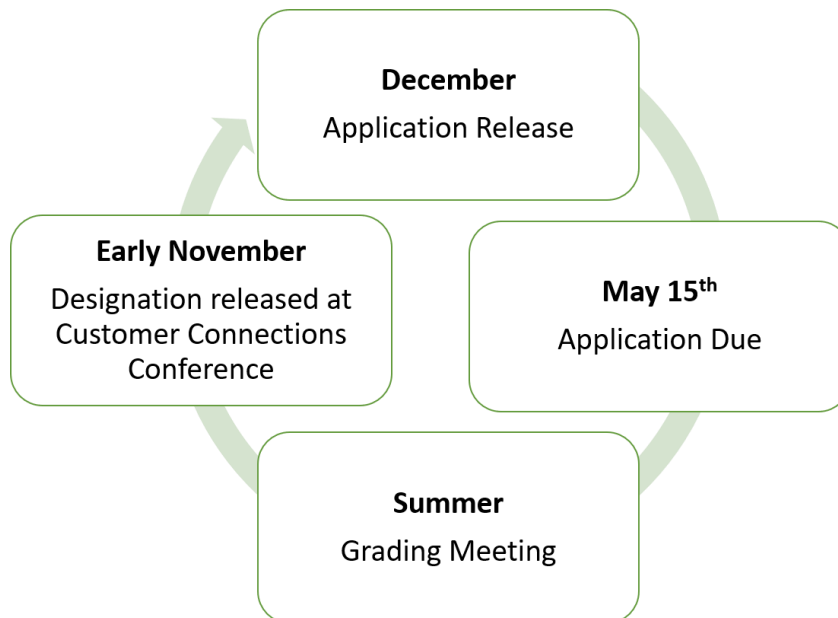 December
Application Release
May 15th
Application Due
Summer
Grading Meeting
Early November
Designation released at
Customer Connections
Conference